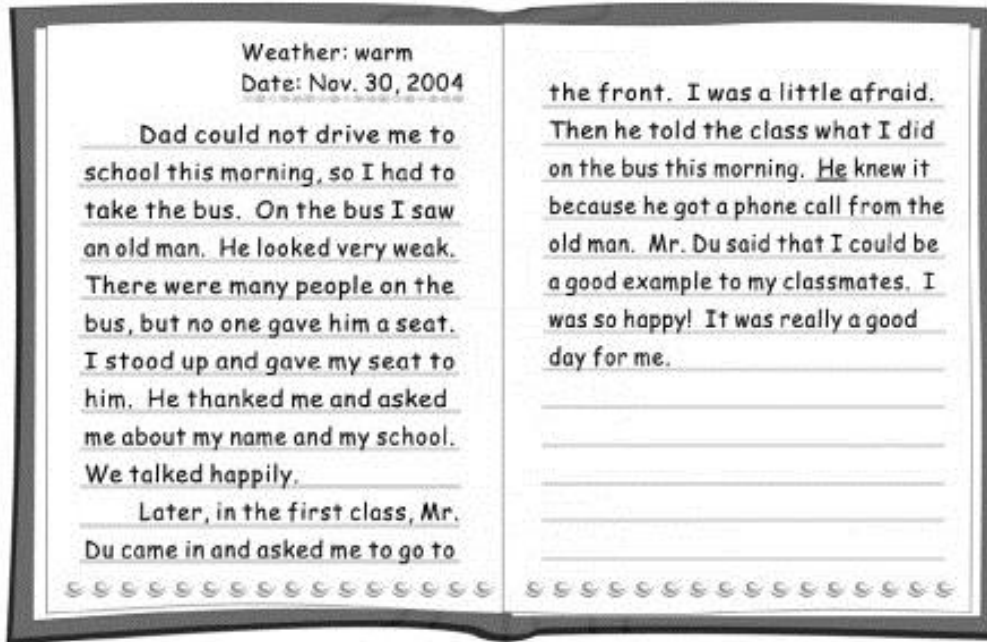 Weather: warm
Date: Nov. 30, 2004
Dad could not drive me to
school this morning, so I had to
take the bus. On the bus I saw
an old man. He looked very weak.
There were many people on the
bus, but no one gave him a seat.
I stood up and gave my seat to
him. He thanked me and asked
me about my name and my school.
We talked happily.
Later, in the first class, Mr.
Du came in and asked me to go to
the front. I was a little afraid.
Then he told the class what I did
on the bus this morning. He knew it
because he got a phone call from the
old man. Mr. Du said that I could be
a good example to my classmates. I
was so happy! It was really a good
day for me.